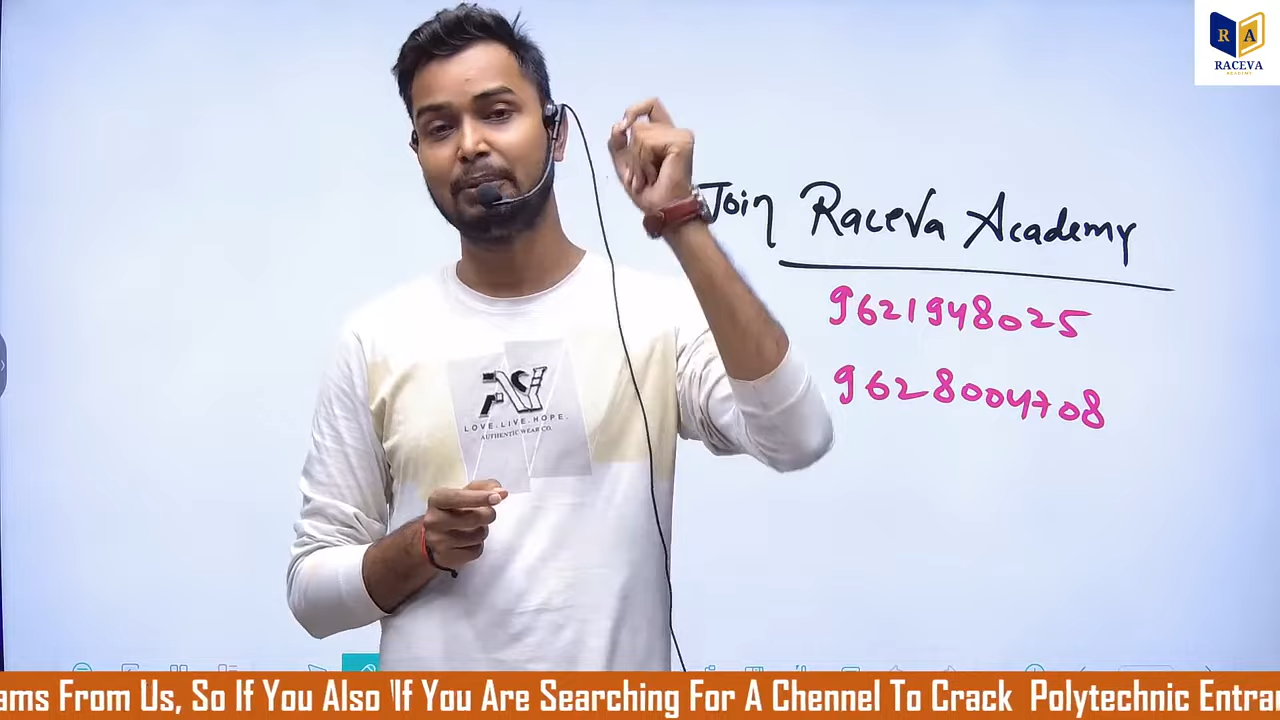 R A
RACEVA
ACADEMY
Join Raceva Academy
9621948025
9628004708
LOVE.LIVE.HOPE.
AUTHENTIC WEAR CO.
ams From Us, So If You Also 'If You Are Searching For A Chennel To Crack Polytechnic Entra